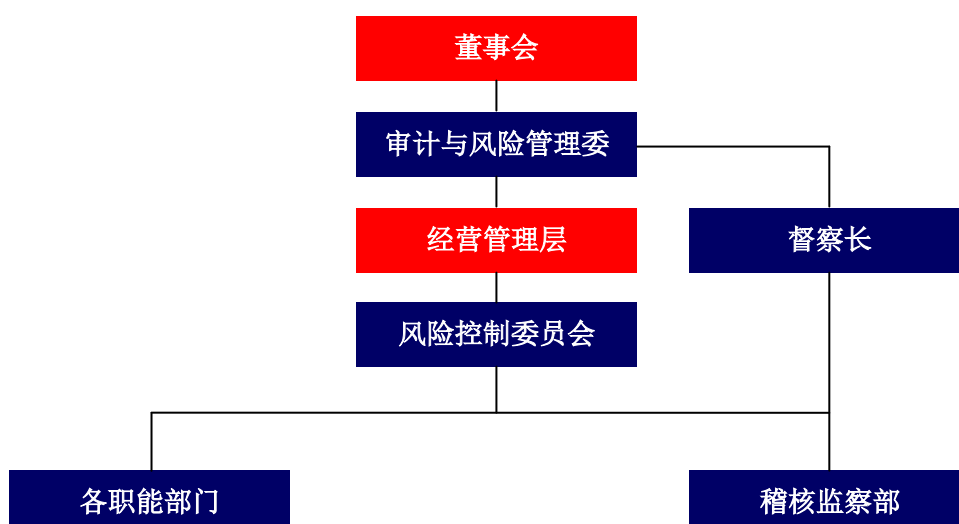 董事会
审计与风险管理委
经营管理层
督察长
风险控制委员会
各职能部门
稽核监察部